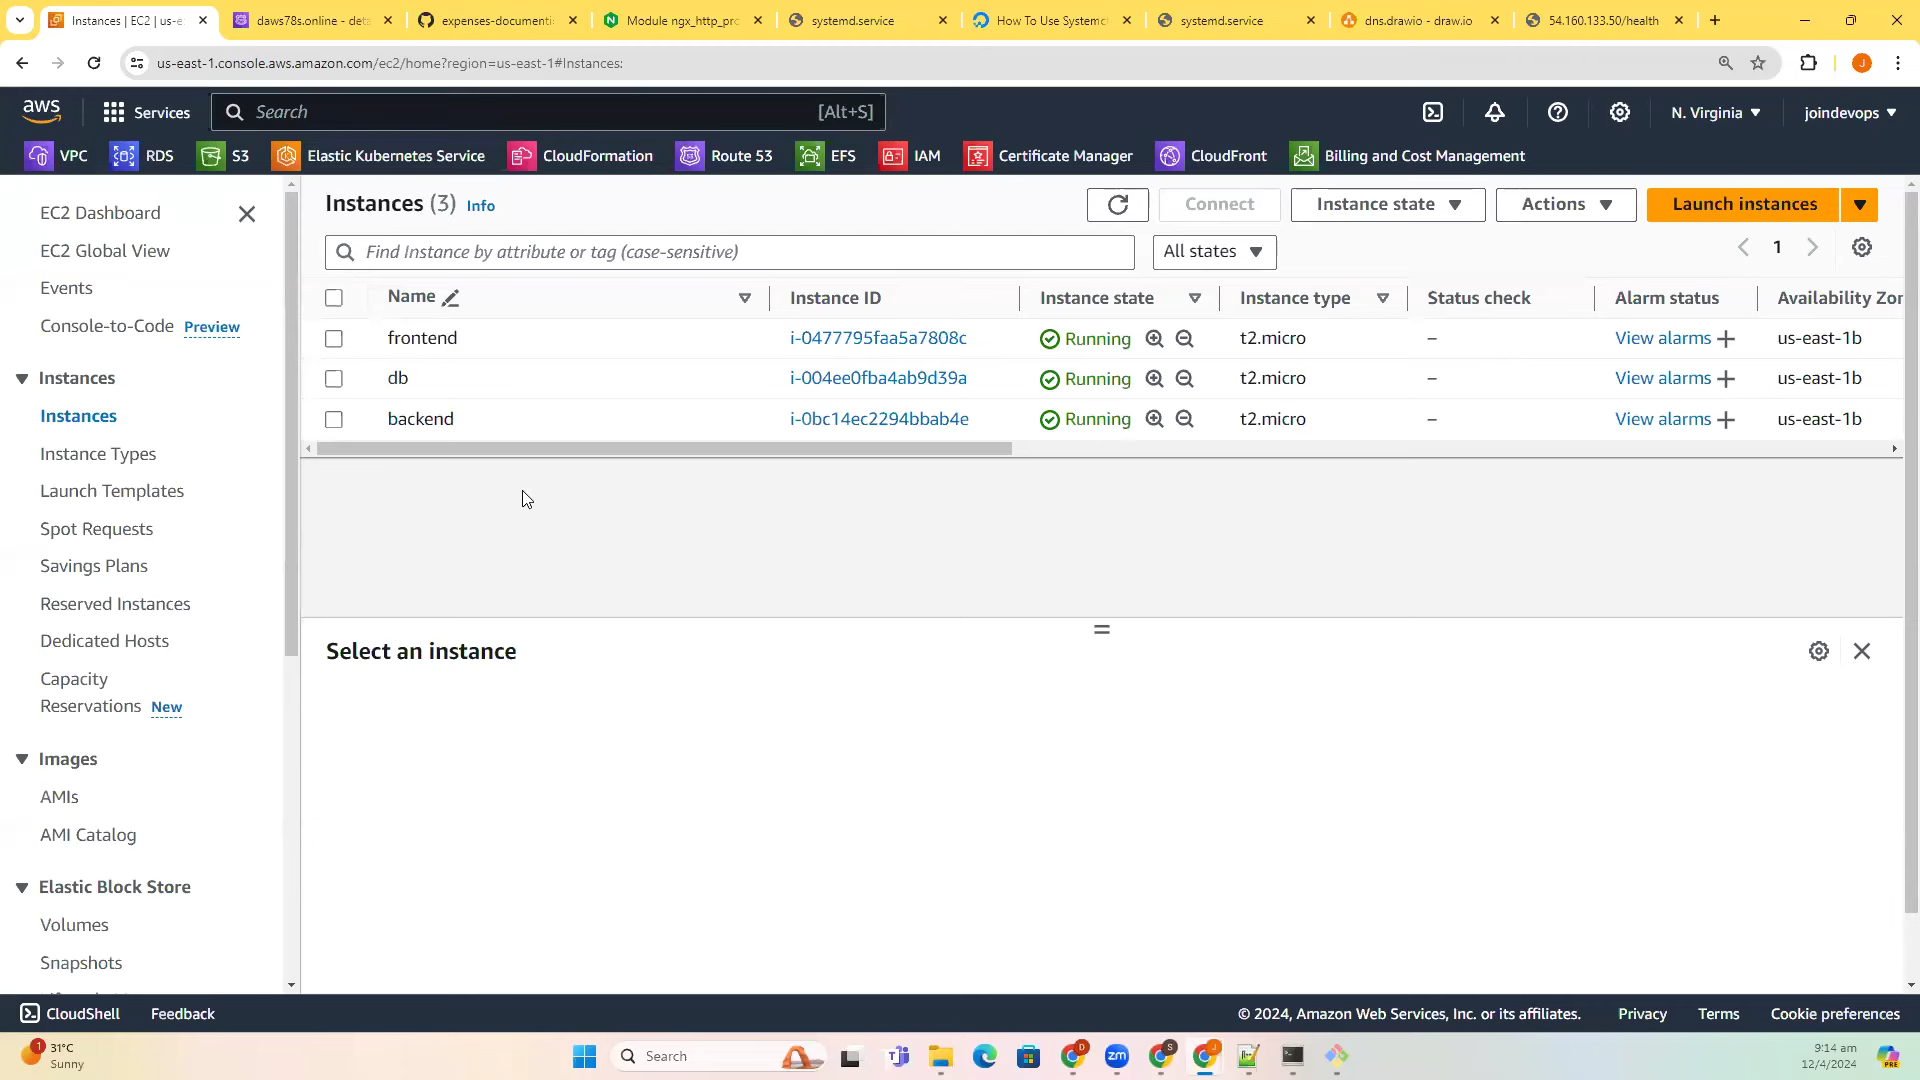 Instances | EC2 | us-e
daws78s.online - deta
expenses-documenti
Module ngx_http_pro
systemd.service
How To Use Systemc
systemd.service
dns.drawio - draw.io
54.160.133.50/health
us-east-1.console.aws.amazon.com/ec2/home?region=us-east-1#Instances:
J
aws
Services
Search
[Alt+S]
N. Virginia
joindevops
VPC
RDS
S3
Elastic Kubernetes Service
CloudFormation
Route 53
EFS
IAM
Certificate Manager
CloudFront
Billing and Cost Management
EC2 Dashboard
EC2 Global View
Events
Console-to-Code Preview
Instances
Instances
Instance Types
Launch Templates
Spot Requests
Savings Plans
Reserved Instances
Dedicated Hosts
Capacity
Reservations New
Images
AMIs
AMI Catalog
Elastic Block Store
Volumes
Snapshots
Instances (3) Info
Connect
Instance state
Actions
Launch instances
Find Instance by attribute or tag (case-sensitive)
All states
1
Name Instance ID Instance state Instance type Status check Alarm status Availability Zon
frontend i-0477795faa5a7808c Running t2.micro – View alarms + us-east-1b
db i-004ee0fba4ab9d39a Running t2.micro – View alarms + us-east-1b
backend i-0bc14ec2294bbab4e Running t2.micro – View alarms + us-east-1b
Select an instance
CloudShell
Feedback
© 2024, Amazon Web Services, Inc. or its affiliates.
Privacy
Terms
Cookie preferences
1
31°C
Sunny
Search
zm
D
S
J
9:14 am
12/4/2024
PRE